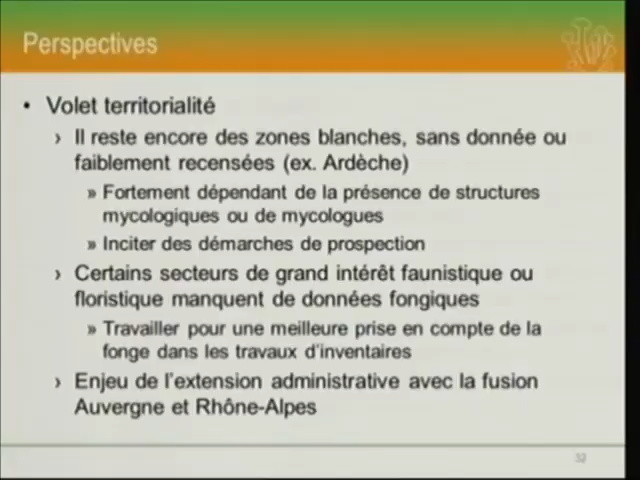 Perspectives
• Volet territorialité
› Il reste encore des zones blanches, sans donnée ou
faiblement recensées (ex. Ardèche)
» Fortement dépendant de la présence de structures
mycologiques ou de mycologues
» Inciter des démarches de prospection
› Certains secteurs de grand intérêt faunistique ou
floristique manquent de données fongiques
» Travailler pour une meilleure prise en compte de la
fonge dans les travaux d'inventaires
› Enjeu de l'extension administrative avec la fusion
Auvergne et Rhône-Alpes
32